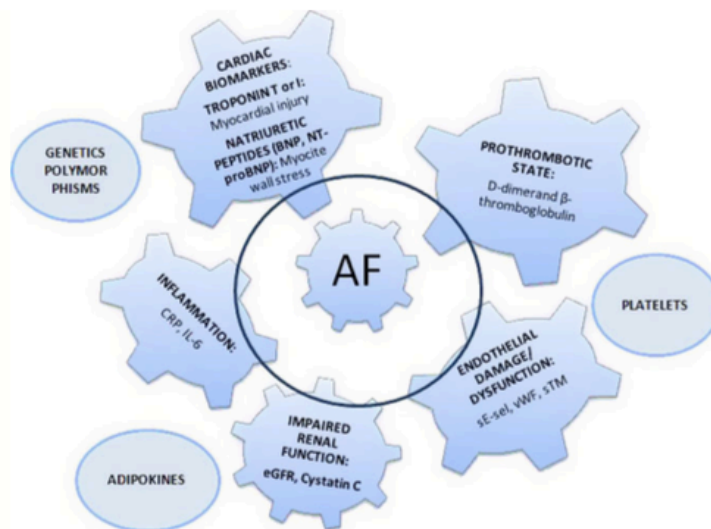 CARDIAC
BIOMARKERS:
TROPONIN T or I:
Myocardial injury
NATRIURETIC
PEPTIDES (BNP, NT-
proBNP): Myocite
wall stress
GENETICS
POLYMOR
PHISMS
PROTHROMBOTIC
STATE:
D-dimerand β-
thromboglobulin
AF
INFLAMMATION:
CRP, IL-6
PLATELETS
ENDOTHELIAL
DAMAGE/
DYSFUNCTION:
sE-sel, vWF, sTM
IMPAIRED
RENAL
FUNCTION:
eGFR, Cystatin C
ADIPOKINES